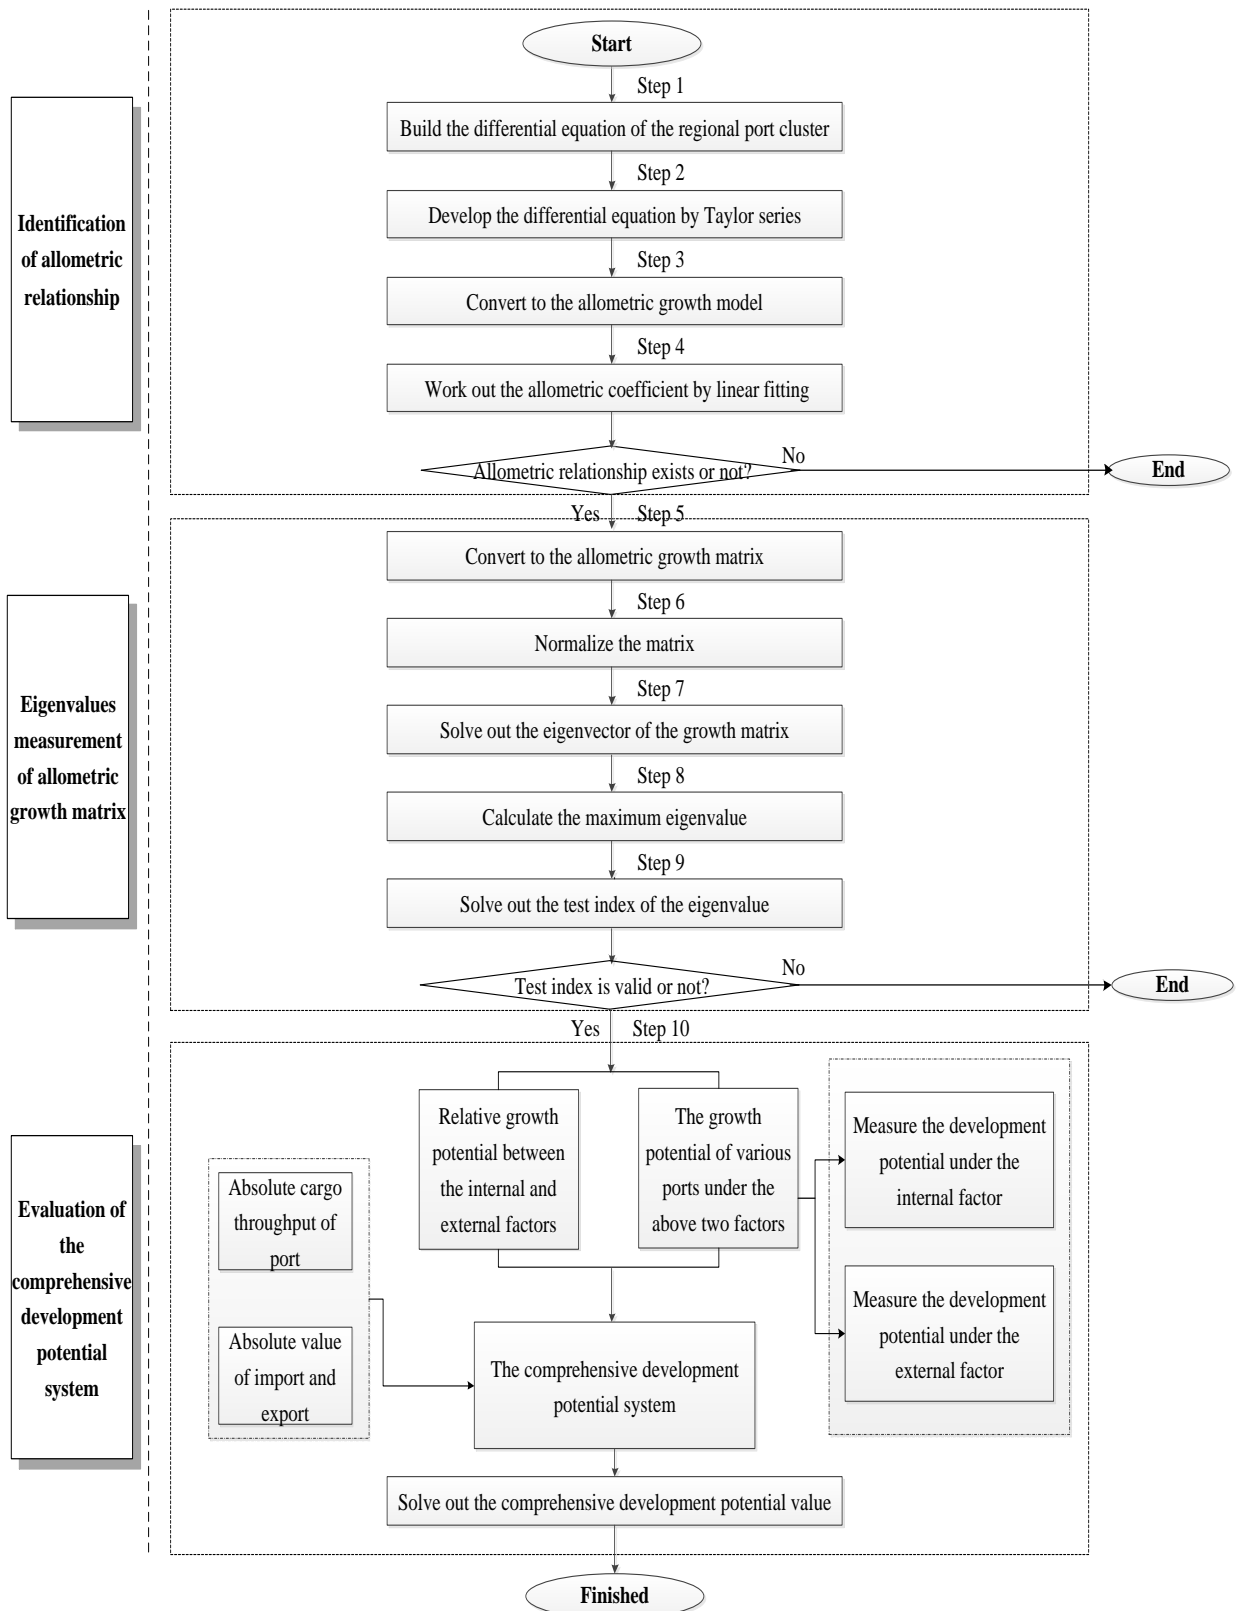 Start
Step 1
Build the differential equation of the regional port cluster
Step 2
Develop the differential equation by Taylor series
Step 3
Convert to the allometric growth model
Step 4
Work out the allometric coefficient by linear fitting
Allometric relationship exists or not?
No
End
Identification
of allometric
relationship
Yes
Step 5
Convert to the allometric growth matrix
Step 6
Normalize the matrix
Step 7
Solve out the eigenvector of the growth matrix
Step 8
Calculate the maximum eigenvalue
Step 9
Solve out the test index of the eigenvalue
Test index is valid or not?
No
End
Eigenvalues
measurement
of allometric
growth matrix
Yes
Step 10
Relative growth
potential between
the internal and
external factors
The growth
potential of various
ports under the
above two factors
Measure the development
potential under the
internal factor
Measure the development
potential under the
external factor
Absolute cargo
throughput of
port
Absolute value
of import and
export
The comprehensive development
potential system
Solve out the comprehensive development potential value
Finished
Evaluation of
the
comprehensive
development
potential
system